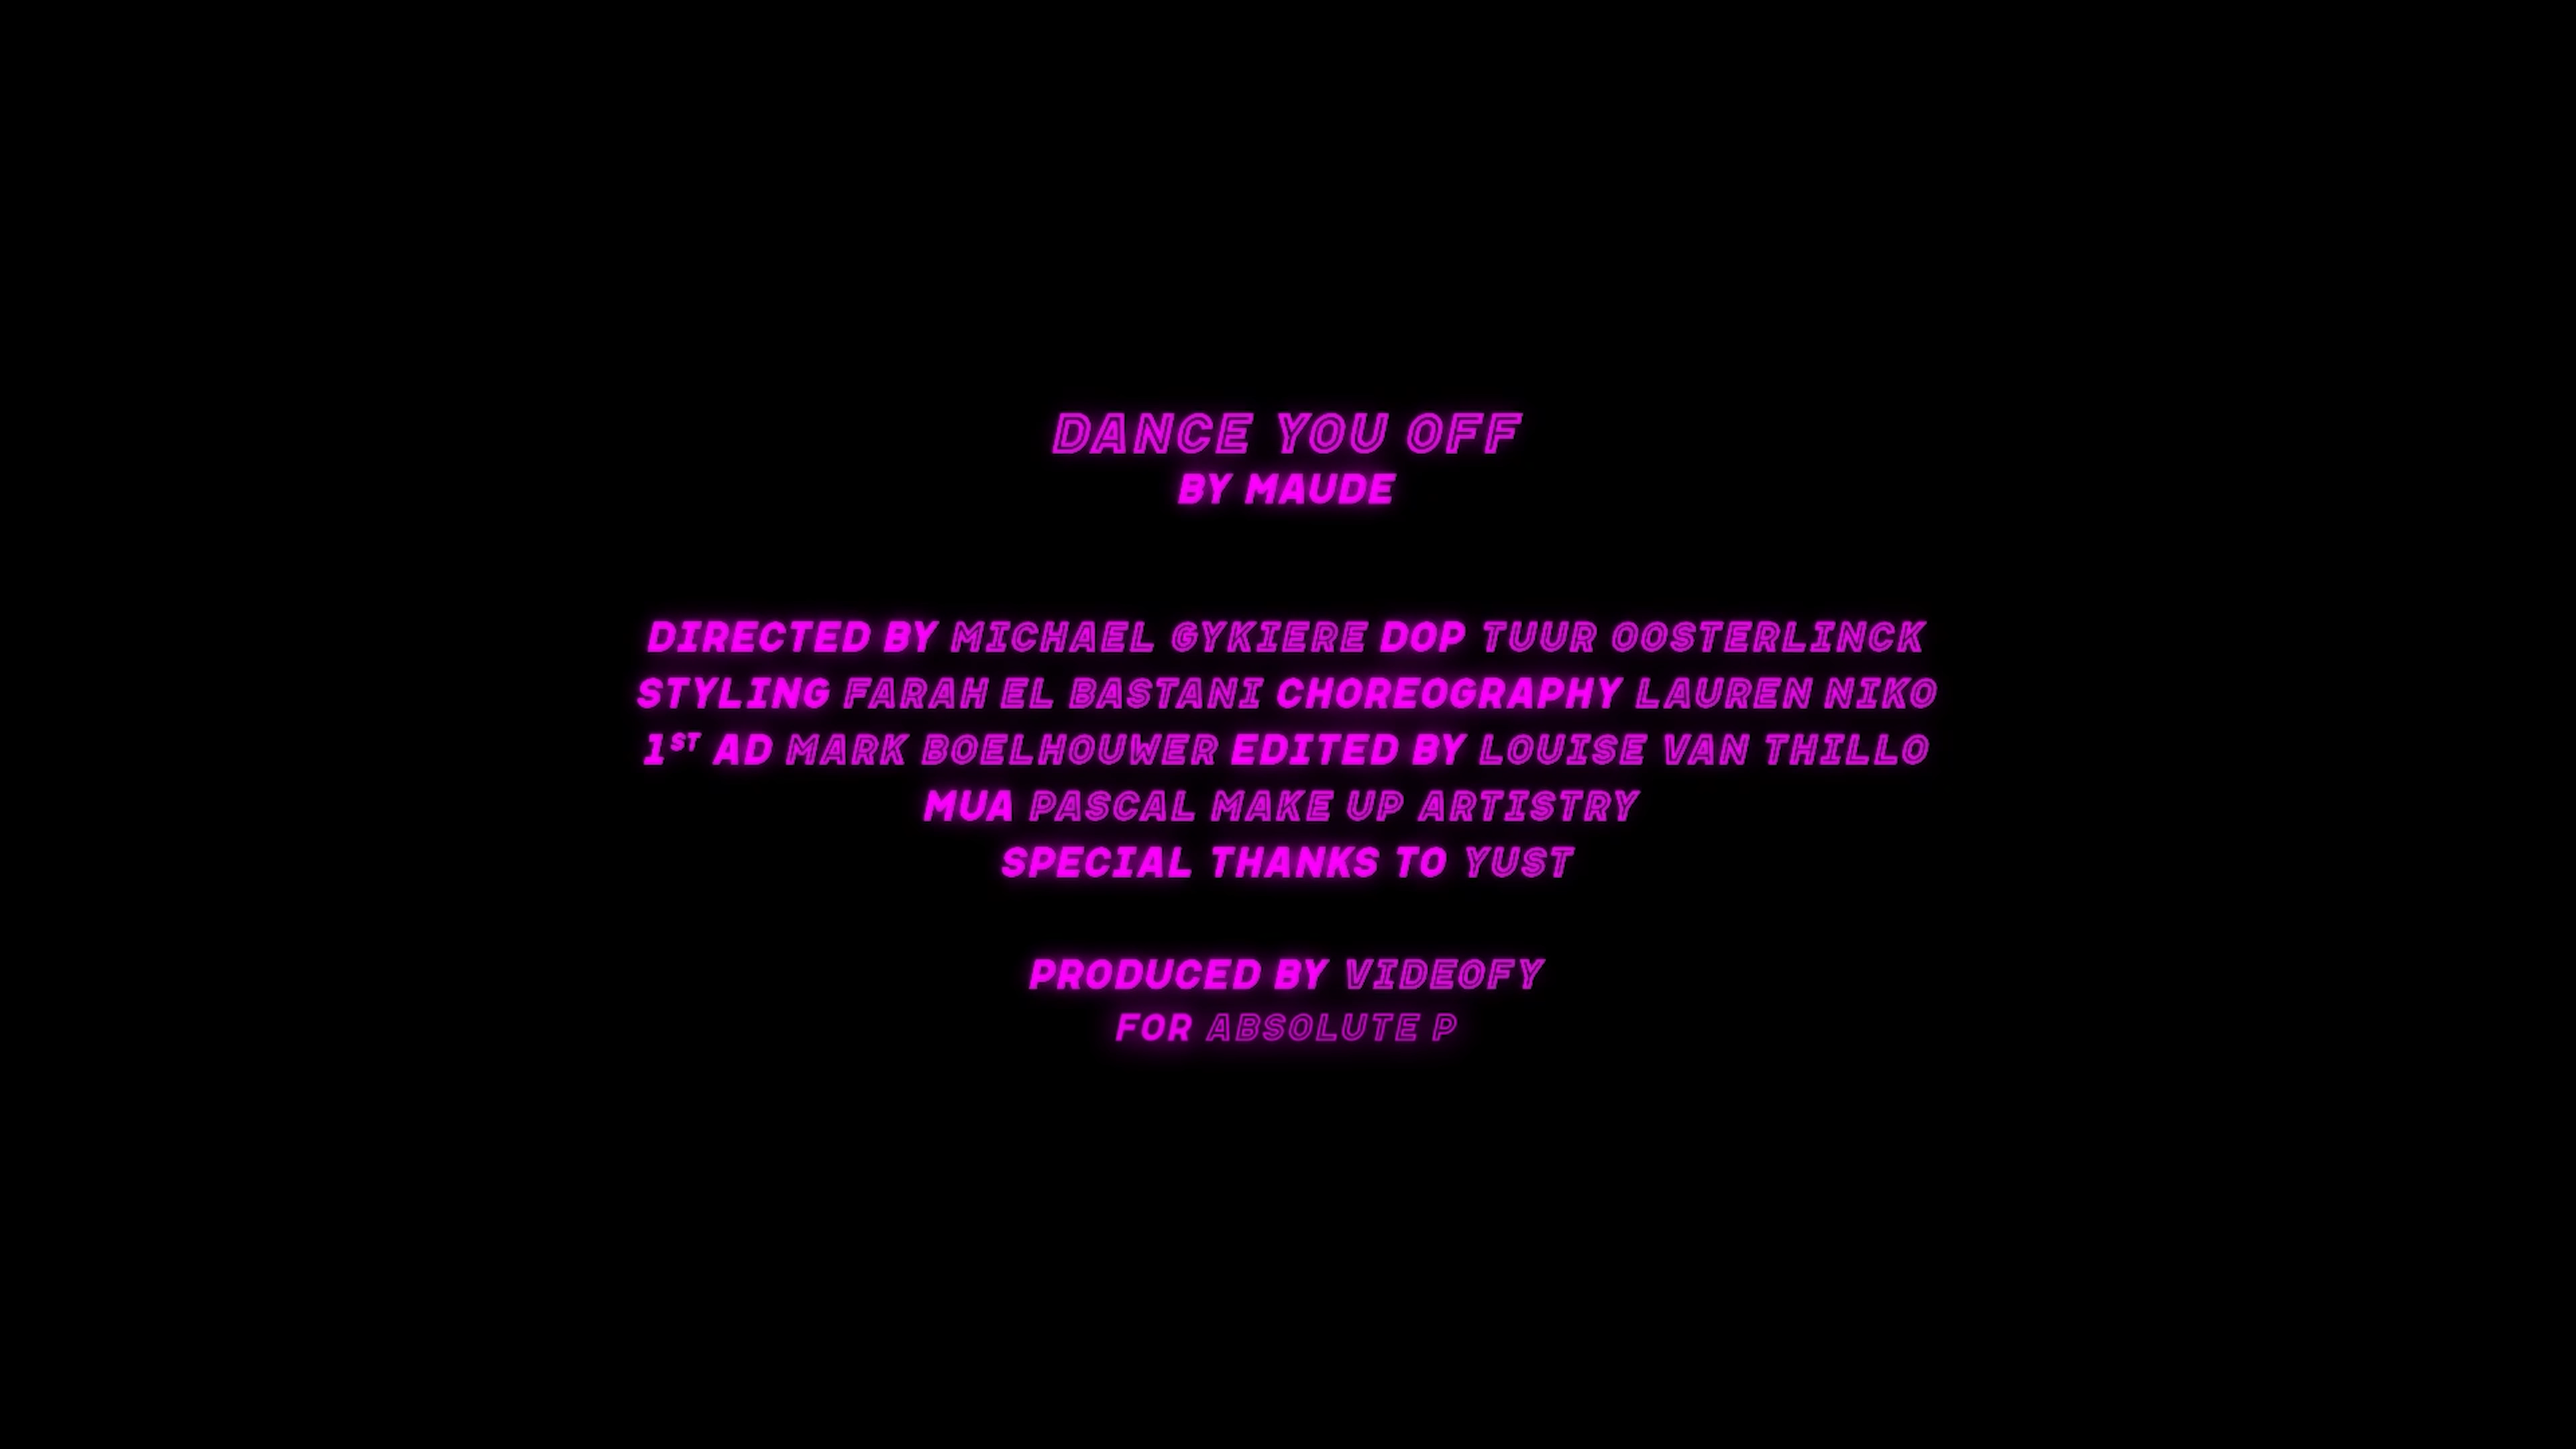 DANCE YOU OFF
BY MAUDE
DIRECTED BY MICHAEL GYKIERE DOP TUUR OOSTERLINCK
STYLING FARAH EL BASTANI CHOREOGRAPHY LAUREN NIKO
1ST AD MARK BOELHOUWER EDITED BY LOUISE VAN THILLO
MUA PASCAL MAKE UP ARTISTRY
SPECIAL THANKS TO YUST
PRODUCED BY VIDEOFY
FOR ABSOLUTE P